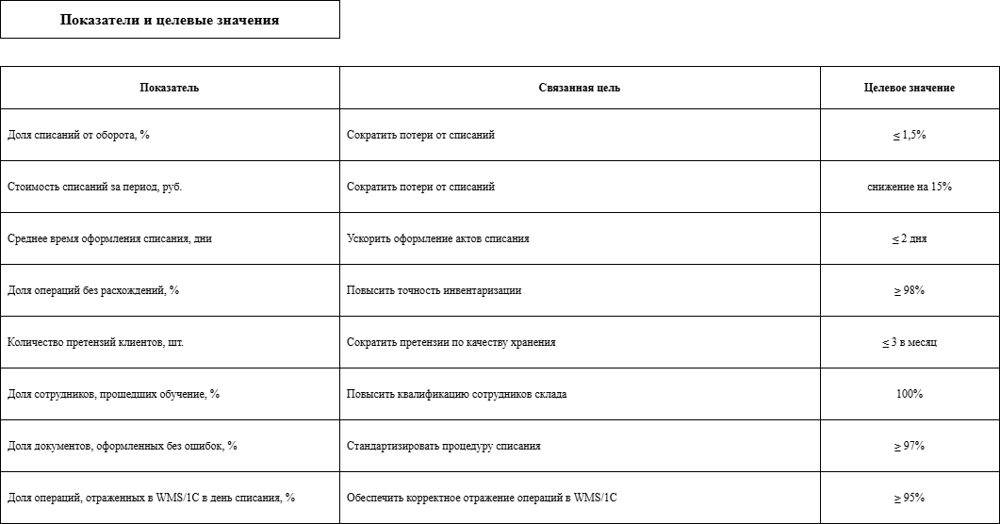 Показатели и целевые значения
Показатель Связанная цель Целевое значение
Доля списаний от оборота, % Сократить потери от списаний ≤ 1,5%
Стоимость списаний за период, руб. Сократить потери от списаний снижение на 15%
Среднее время оформления списания, дни Ускорить оформление актов списания ≤ 2 дня
Доля операций без расхождений, % Повысить точность инвентаризации ≥ 98%
Количество претензий клиентов, шт. Сократить претензии по качеству хранения ≤ 3 в месяц
Доля сотрудников, прошедших обучение, % Повысить квалификацию сотрудников склада 100%
Доля документов, оформленных без ошибок, % Стандартизировать процедуру списания ≥ 97%
Доля операций, отраженных в WMS/1С в день списания, % Обеспечить корректное отражение операций в WMS/1С ≥ 95%